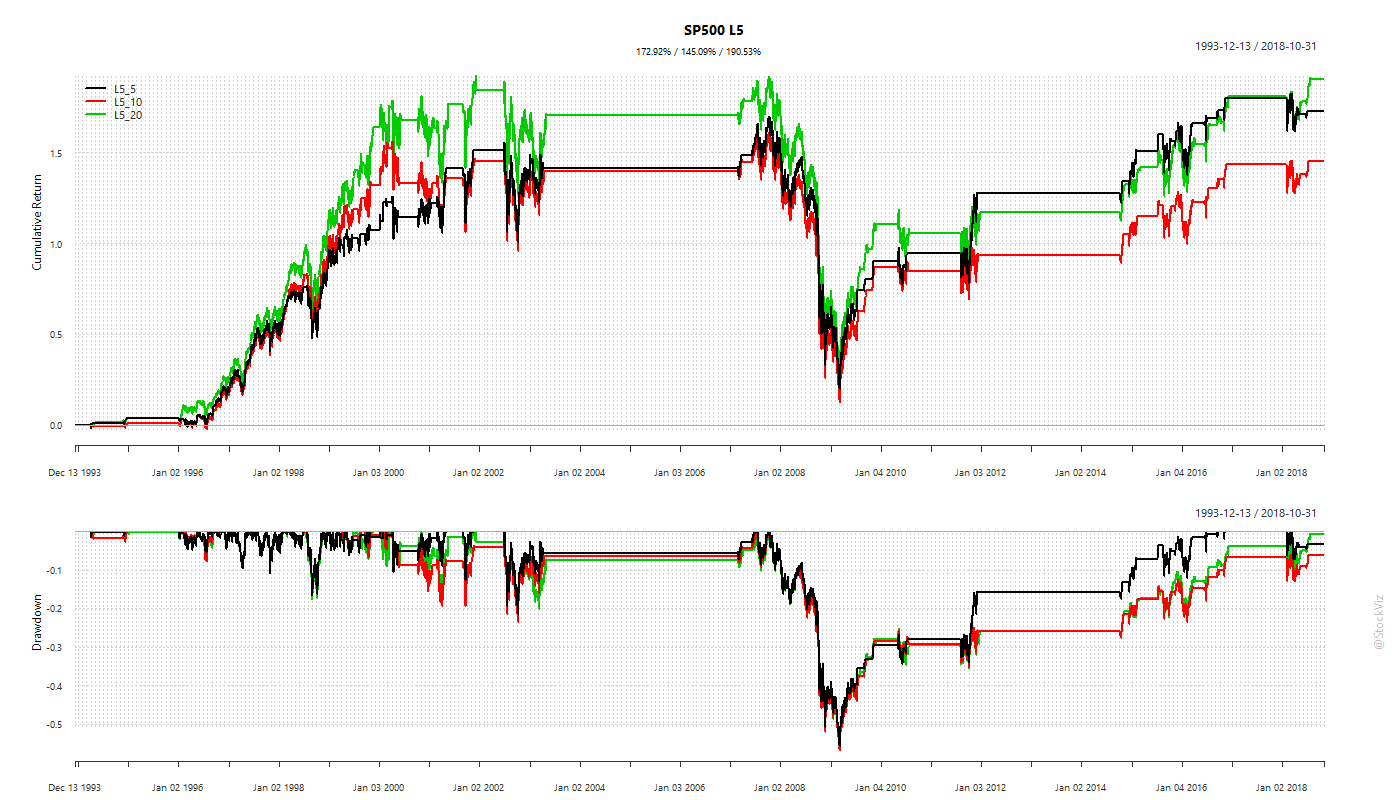 SP500 L5
172.92% / 145.09% / 190.53%
1993-12-13 / 2018-10-31
L5_5
L5_10
L5_20
Cumulative Return
1.5
1.0
0.5
0.0
Dec 13 1993 Jan 02 1996 Jan 02 1998 Jan 03 2000 Jan 02 2002 Jan 02 2004 Jan 03 2006 Jan 02 2008 Jan 04 2010 Jan 03 2012 Jan 02 2014 Jan 04 2016 Jan 02 2018
1993-12-13 / 2018-10-31
Drawdown
-0.1
-0.2
-0.3
-0.4
-0.5
Dec 13 1993 Jan 02 1996 Jan 02 1998 Jan 03 2000 Jan 02 2002 Jan 02 2004 Jan 03 2006 Jan 02 2008 Jan 04 2010 Jan 03 2012 Jan 02 2014 Jan 04 2016 Jan 02 2018
@StockViz